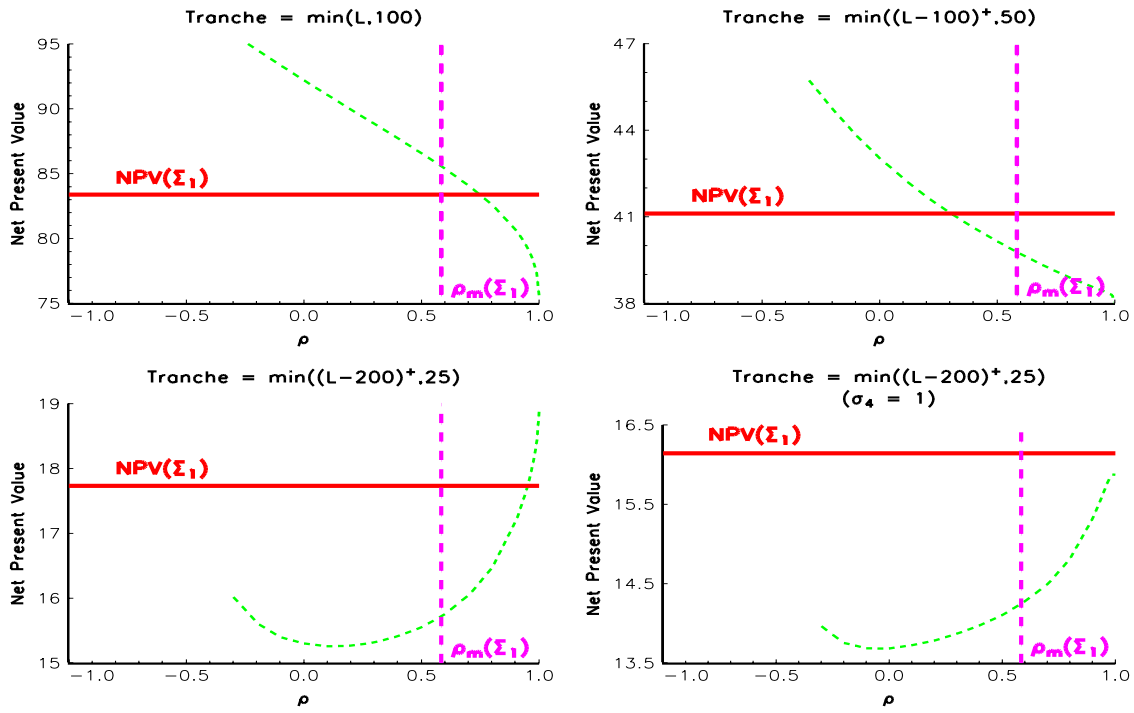 Tranche = min(L,100)
95
90
85
80
75
Net Present Value
NPV(Σ₁)
ρₘ(Σ₁)
−1.0 −0.5 0.0 0.5 1.0
ρ
Tranche = min((L−100)⁺,50)
47
44
41
38
Net Present Value
NPV(Σ₁)
ρₘ(Σ₁)
−1.0 −0.5 0.0 0.5 1.0
ρ
Tranche = min((L−200)⁺,25)
19
18
17
16
15
Net Present Value
NPV(Σ₁)
ρₘ(Σ₁)
−1.0 −0.5 0.0 0.5 1.0
ρ
Tranche = min((L−200)⁺,25)
(σ₄ = 1)
16.5
15.5
14.5
13.5
Net Present Value
NPV(Σ₁)
ρₘ(Σ₁)
−1.0 −0.5 0.0 0.5 1.0
ρ